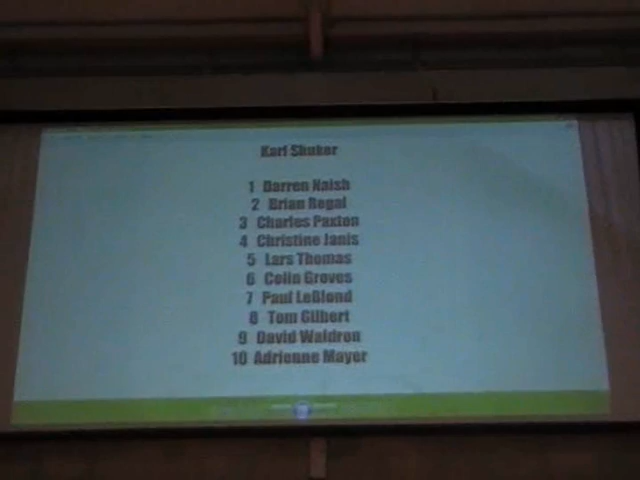 Karl Shuker
1 Darren Naish
2 Brian Regal
3 Charles Paxton
4 Christine Janis
5 Lars Thomas
6 Colin Groves
7 Paul LeBlond
8 Tom Gilbert
9 David Waldron
10 Adrienne Mayer